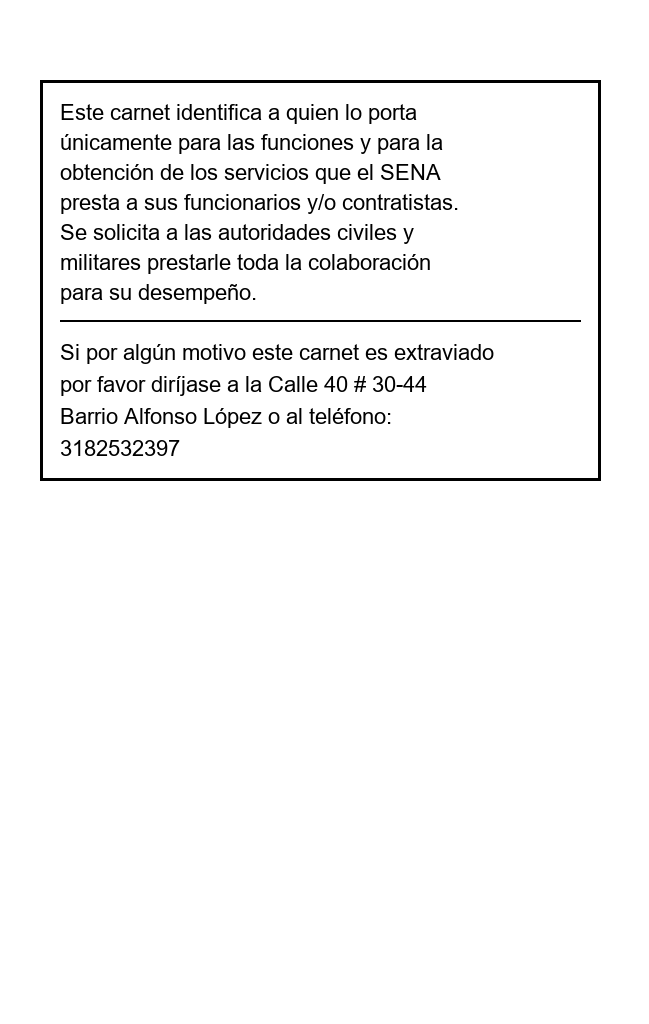 Este carnet identifica a quien lo porta
únicamente para las funciones y para la
obtención de los servicios que el SENA
presta a sus funcionarios y/o contratistas.
Se solicita a las autoridades civiles y
militares prestarle toda la colaboración
para su desempeño.
Si por algún motivo este carnet es extraviado
por favor diríjase a la Calle 40 # 30-44
Barrio Alfonso López o al teléfono:
3182532397